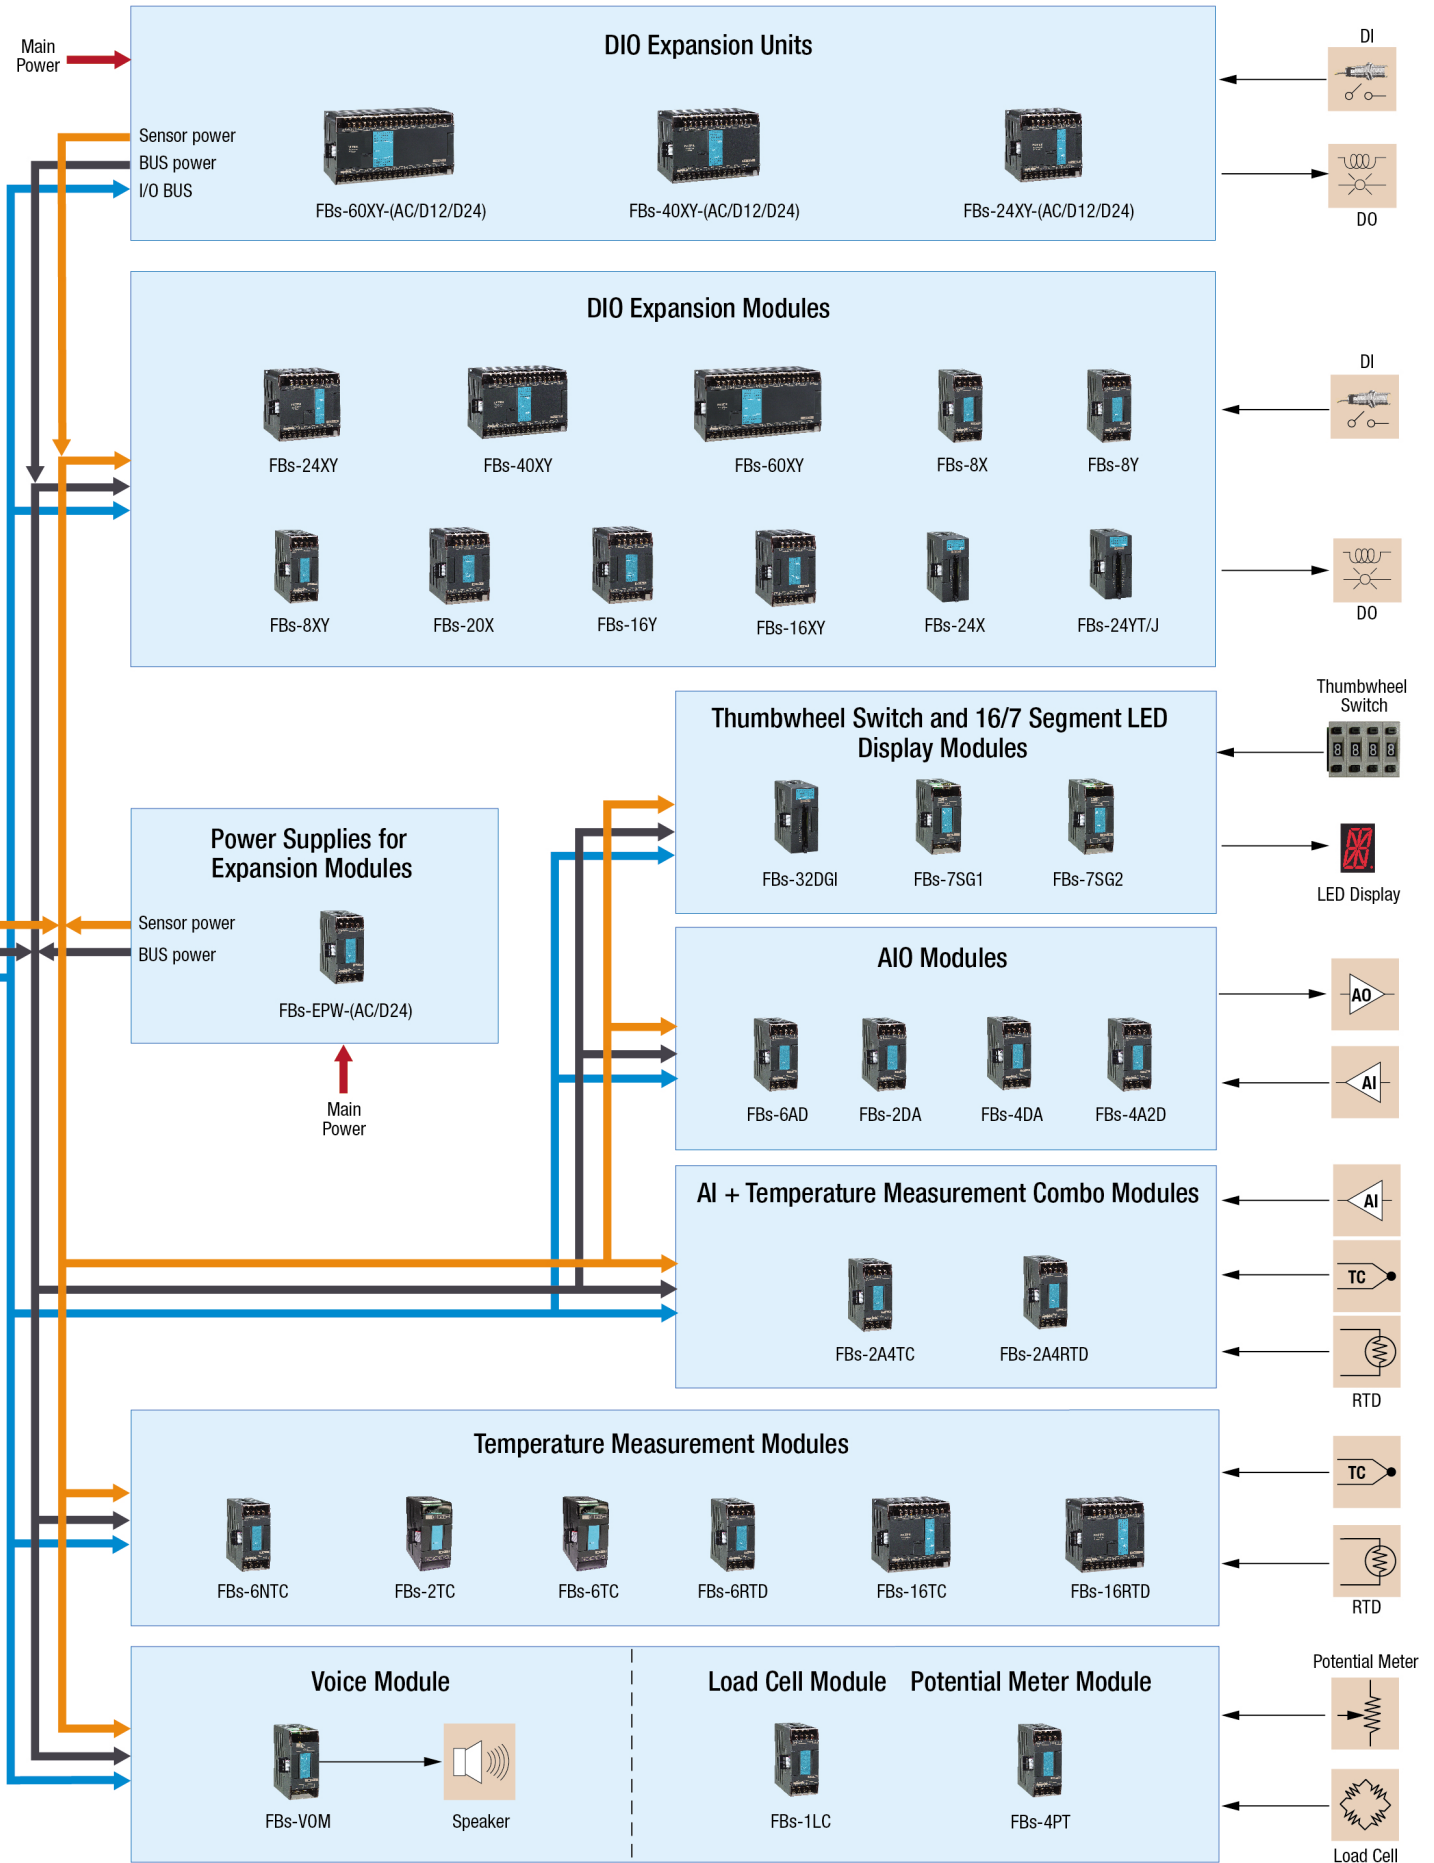 DIO Expansion Units
Main
Power
DI
Sensor power
BUS power
I/O BUS
FBs-60XY-(AC/D12/D24)
FBs-40XY-(AC/D12/D24)
FBs-24XY-(AC/D12/D24)
DO
DIO Expansion Modules
DI
FBs-24XY
FBs-40XY
FBs-60XY
FBs-8X
FBs-8Y
FBs-8XY
FBs-20X
FBs-16Y
FBs-16XY
FBs-24X
FBs-24YT/J
DO
Thumbwheel Switch and 16/7 Segment LED
Display Modules
Thumbwheel
Switch
8 8 8 8
FBs-32DGI
FBs-7SG1
FBs-7SG2
LED Display
Power Supplies for
Expansion Modules
Sensor power
BUS power
FBs-EPW-(AC/D24)
Main
Power
AIO Modules
AO
AI
FBs-6AD
FBs-2DA
FBs-4DA
FBs-4A2D
AI + Temperature Measurement Combo Modules
AI
TC
FBs-2A4TC
FBs-2A4RTD
RTD
Temperature Measurement Modules
TC
FBs-6NTC
FBs-2TC
FBs-6TC
FBs-6RTD
FBs-16TC
FBs-16RTD
RTD
Voice Module
FBs-VOM
Speaker
Load Cell Module
Potential Meter Module
FBs-1LC
FBs-4PT
Potential Meter
Load Cell